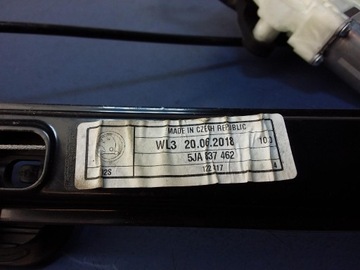 MADE IN CZECH REPUBLIC
WL3 20.06.2018
5JA 837 462